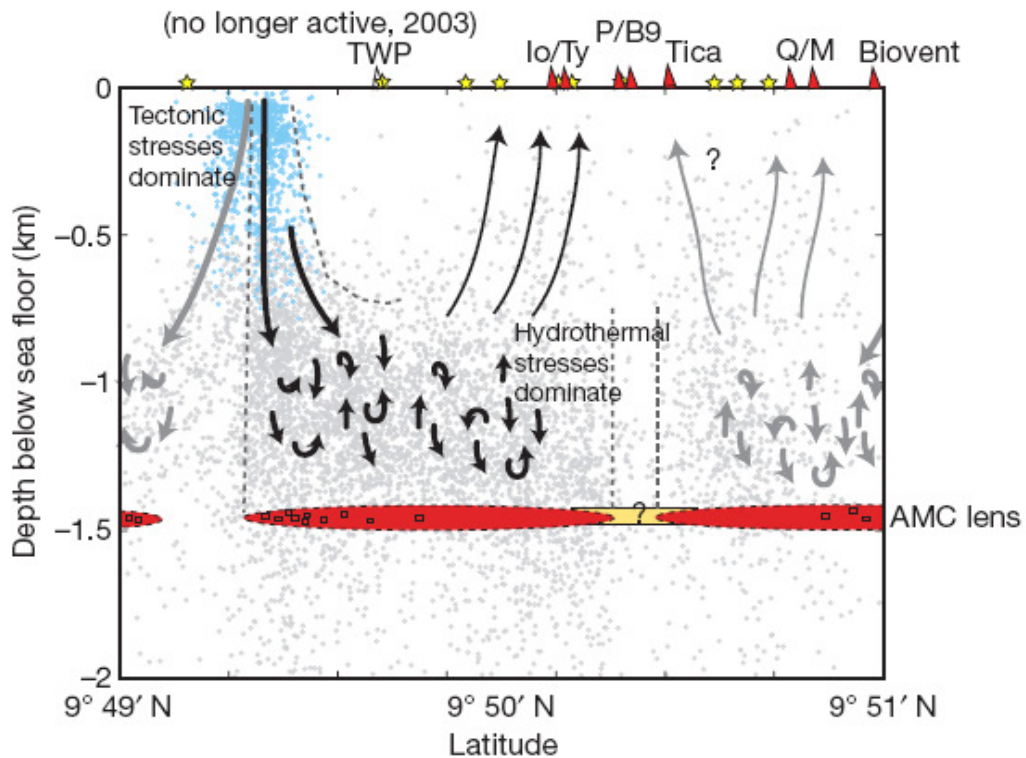 (no longer active, 2003)
TWP
Io/Ty
P/B9
Tica
Q/M
Biovent
0
Tectonic
stresses
dominate
?
−0.5
Hydrothermal
stresses
dominate
−1
?
AMC lens
−1.5
−2
Depth below sea floor (km)
9° 49′ N
9° 50′ N
9° 51′ N
Latitude